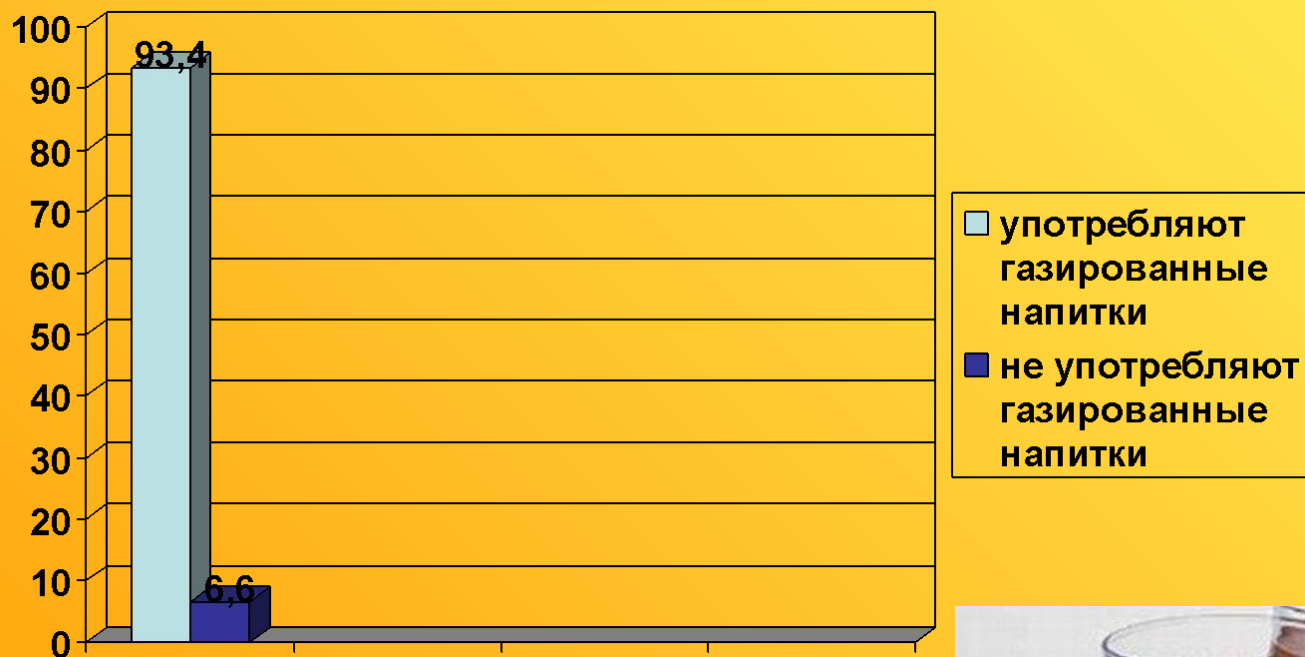 100
93,4
90
80
70
60
50
40
30
20
10
6,6
0
употребляют
газированные
напитки
не употребляют
газированные
напитки